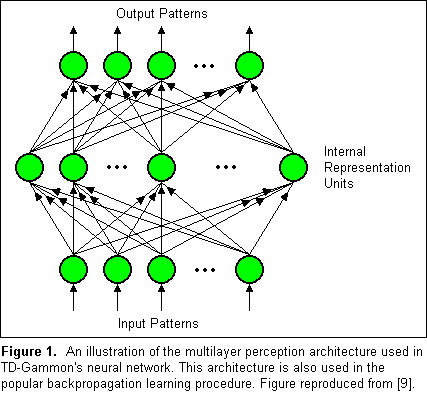 Output Patterns
Internal
Representation
Units
Input Patterns
Figure 1. An illustration of the multilayer perception architecture used in
TD-Gammon's neural network. This architecture is also used in the
popular backpropagation learning procedure. Figure reproduced from [9].